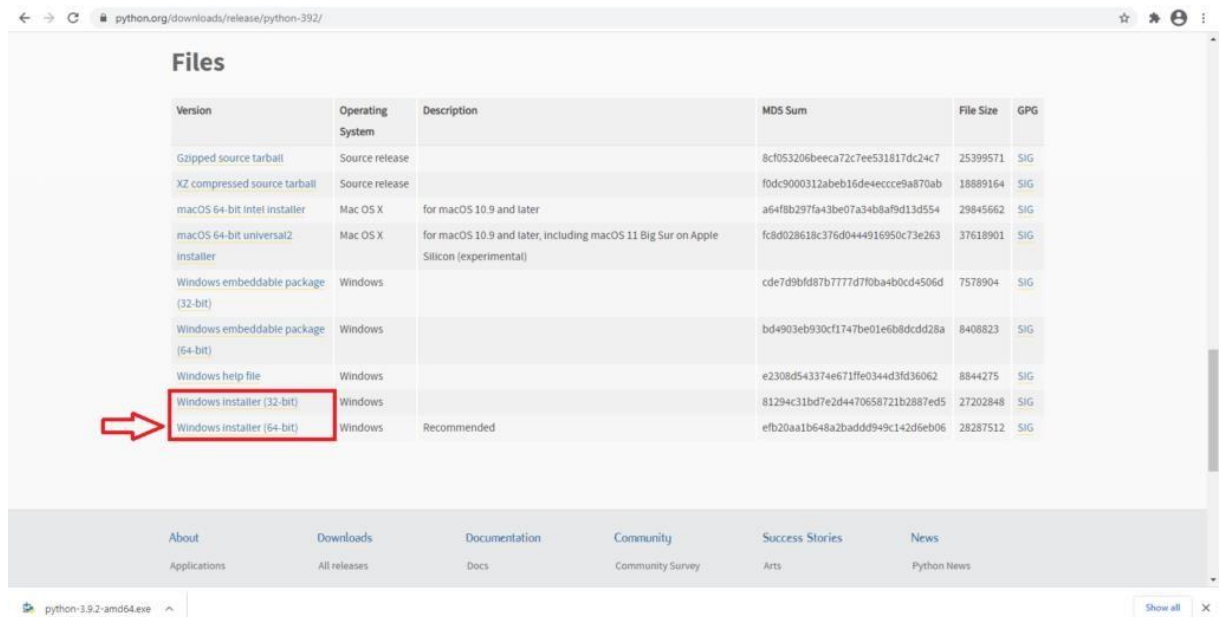 python.org/downloads/release/python-392/
Files
Version Operating System Description MD5 Sum File Size GPG
Gzipped source tarball Source release 8cf053206beeca72c7ee531817dc24c7 25399571 SIG
XZ compressed source tarball Source release f0dc9000312abeb16de4eccce9a870ab 18889164 SIG
macOS 64-bit Intel installer Mac OS X for macOS 10.9 and later a64f8b297fa43be07a34b8af9d13d554 29845662 SIG
macOS 64-bit universal2 Mac OS X for macOS 10.9 and later, including macOS 11 Big Sur on Apple fc8d028618c376d0444916950c73e263 37618901 SIG
installer Silicon (experimental)
Windows embeddable package Windows cde7d9bfd87b7777d7f0ba4b0cd4506d 7578904 SIG
(32-bit)
Windows embeddable package Windows bd4903eb930cf1747be01e6b8dcdd28a 8408823 SIG
(64-bit)
Windows help file Windows e2308d543374e671ffe0344d3fd36062 8844275 SIG
Windows installer (32-bit) Windows 81294c31bd7e2d4470658721b2887ed5 27202848 SIG
Windows installer (64-bit) Windows Recommended efb20aa1b648a2baddd949c142d6eb06 28287512 SIG
About Downloads Documentation Community Success Stories News
Applications All releases Docs Community Survey Arts Python News
python-3.9.2-amd64.exe Show all